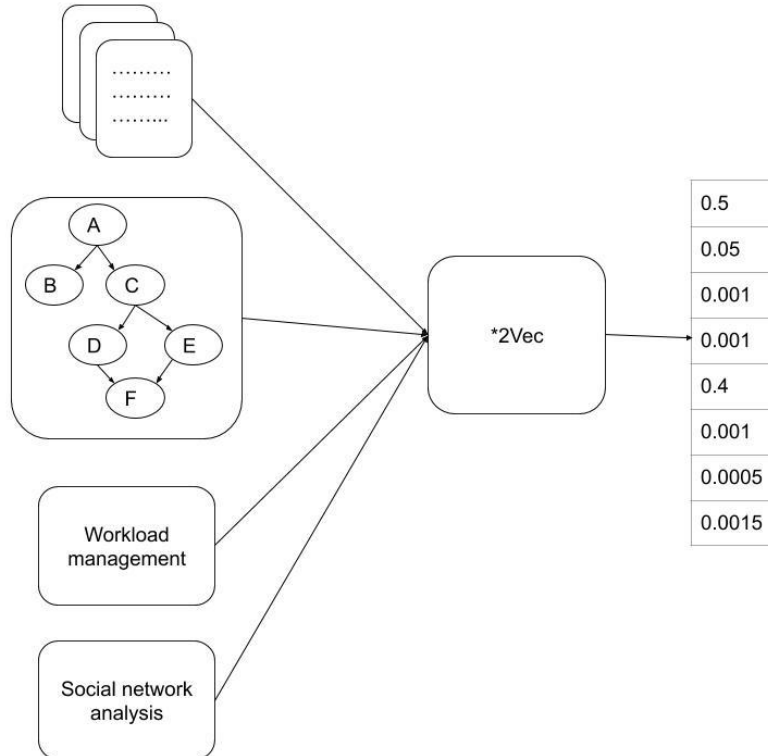 .........
.........
.........
A
B
C
D
E
F
Workload
management
Social network
analysis
*2Vec
0.5
0.05
0.001
0.001
0.4
0.001
0.0005
0.0015